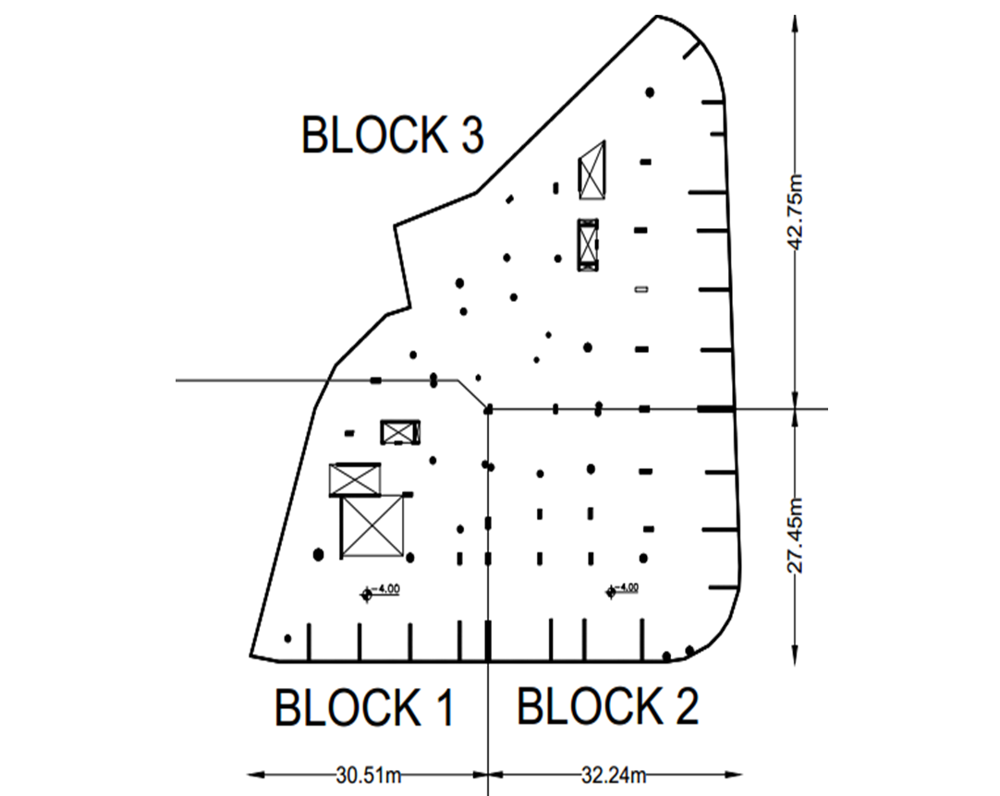 BLOCK 3
42.75m
27.45m
-4.00
-4.00
BLOCK 1
BLOCK 2
30.51m
32.24m